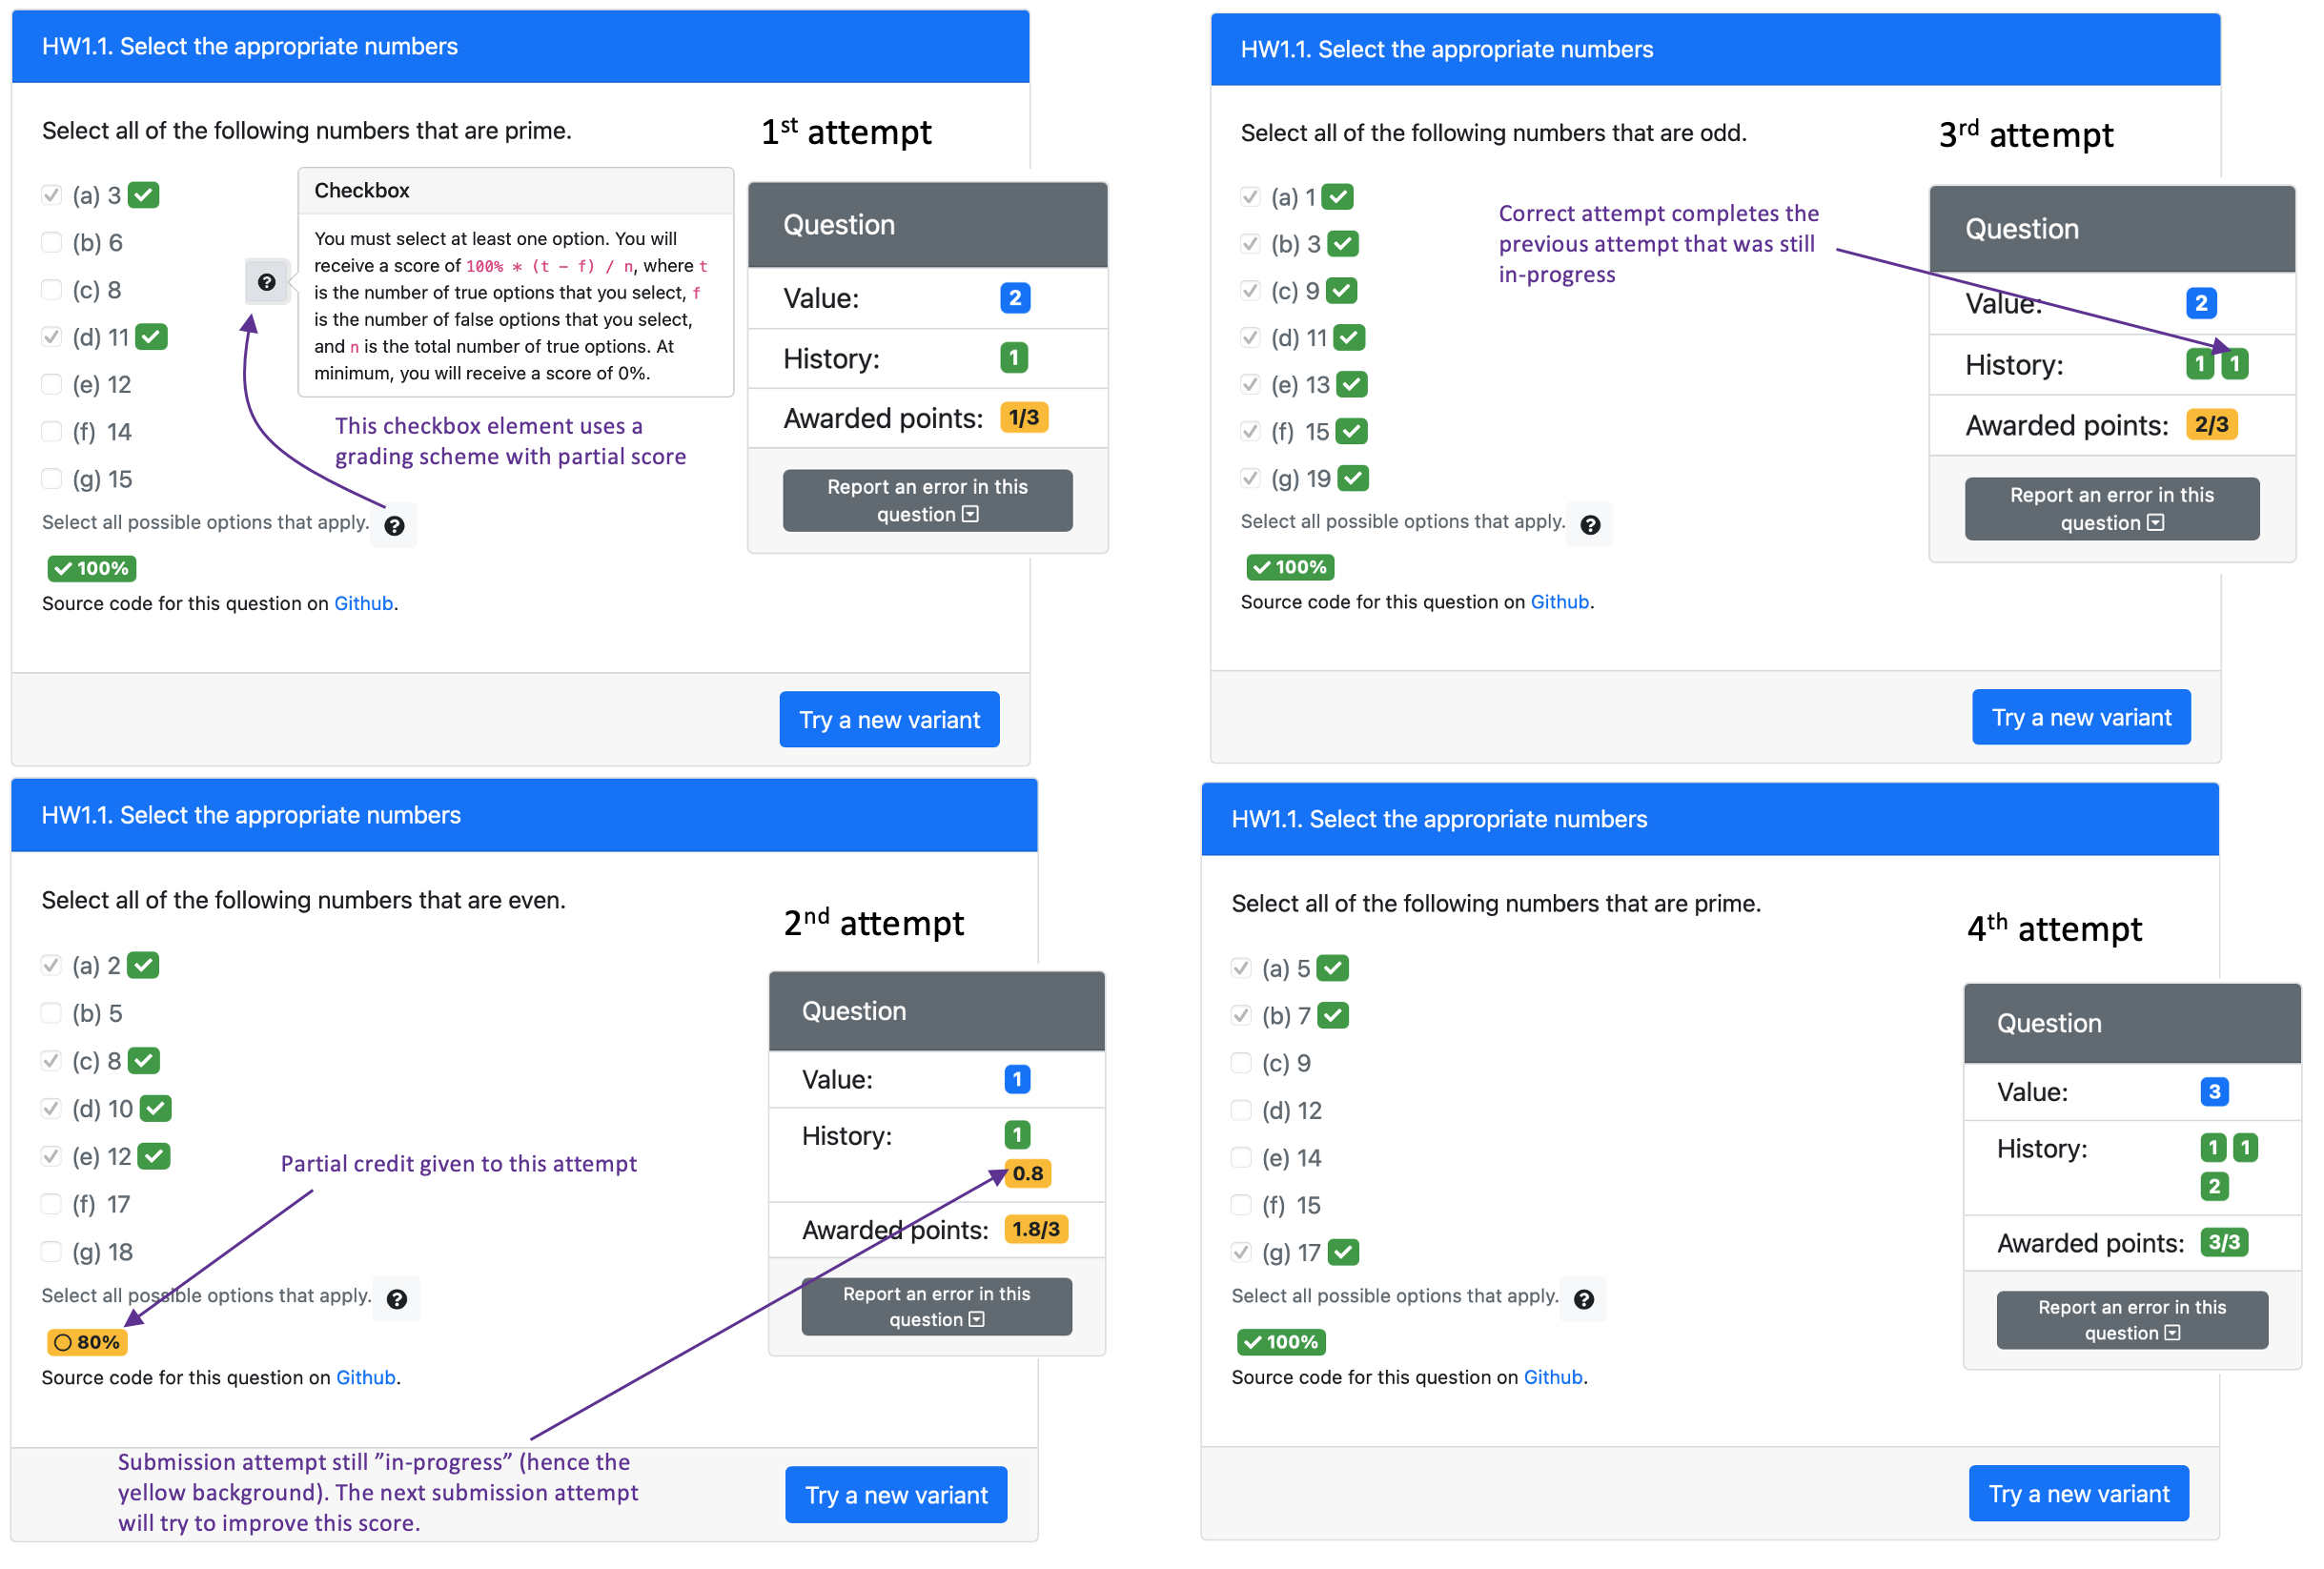 HW1.1. Select the appropriate numbers
Select all of the following numbers that are prime.
1st attempt
(a) 3
(b) 6
(c) 8
(d) 11
(e) 12
(f) 14
(g) 15
Select all possible options that apply.
100%
Source code for this question on Github.
Checkbox
You must select at least one option. You will
receive a score of 100% * (t - f) / n, where t
is the number of true options that you select, f
is the number of false options that you select,
and n is the total number of true options. At
minimum, you will receive a score of 0%.
This checkbox element uses a
grading scheme with partial score
Question
Value: 2
History: 1
Awarded points: 1/3
Report an error in this
question
Try a new variant
HW1.1. Select the appropriate numbers
Select all of the following numbers that are even.
2nd attempt
(a) 2
(b) 5
(c) 8
(d) 10
(e) 12
(f) 17
(g) 18
Select all possible options that apply.
80%
Source code for this question on Github.
Partial credit given to this attempt
Question
Value: 1
History: 1
0.8
Awarded points: 1.8/3
Report an error in this
question
Submission attempt still ”in-progress” (hence the
yellow background). The next submission attempt
will try to improve this score.
Try a new variant
HW1.1. Select the appropriate numbers
Select all of the following numbers that are odd.
3rd attempt
(a) 1
(b) 3
(c) 9
(d) 11
(e) 13
(f) 15
(g) 19
Select all possible options that apply.
100%
Source code for this question on Github.
Correct attempt completes the
previous attempt that was still
in-progress
Question
Value: 2
History: 1 1
Awarded points: 2/3
Report an error in this
question
Try a new variant
HW1.1. Select the appropriate numbers
Select all of the following numbers that are prime.
4th attempt
(a) 5
(b) 7
(c) 9
(d) 12
(e) 14
(f) 15
(g) 17
Select all possible options that apply.
100%
Source code for this question on Github.
Question
Value: 3
History: 1 1
2
Awarded points: 3/3
Report an error in this
question
Try a new variant